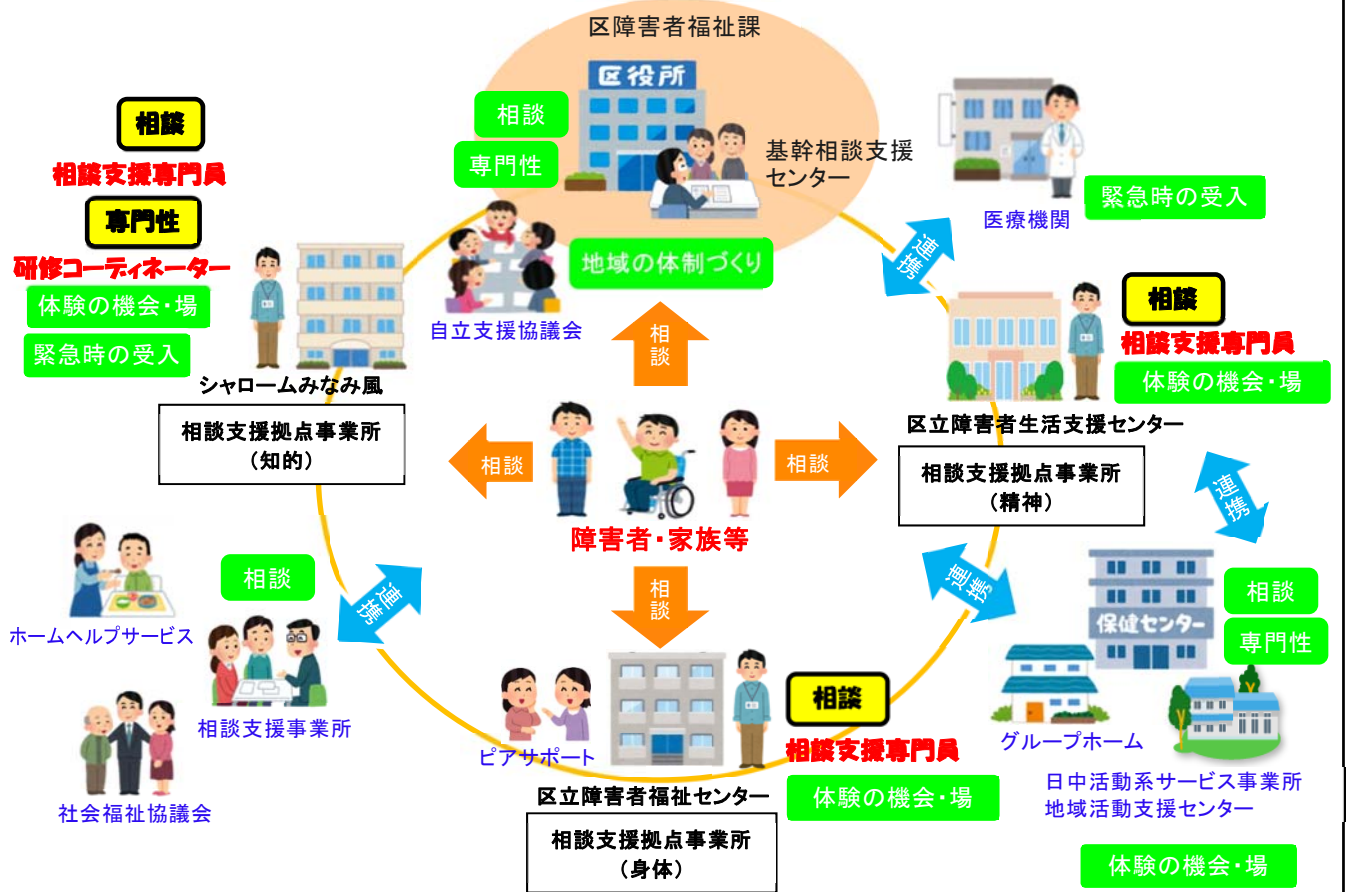 区障害者福祉課
区役所
相談
専門性
基幹相談支援
センター
地域の体制づくり
自立支援協議会
相談
相談支援専門員
専門性
研修コーディネーター
体験の機会・場
緊急時の受入
シャロームみなみ風
相談支援拠点事業所
（知的）
医療機関
緊急時の受入
連携
相談
相談支援専門員
体験の機会・場
区立障害者生活支援センター
相談支援拠点事業所
（精神）
相談
相談
相談
相談
障害者・家族等
連携
連携
連携
ホームヘルプサービス
相談
相談支援事業所
社会福祉協議会
ピアサポート
相談
相談支援専門員
体験の機会・場
区立障害者福祉センター
相談支援拠点事業所
（身体）
保健センター
相談
専門性
グループホーム
日中活動系サービス事業所
地域活動支援センター
体験の機会・場